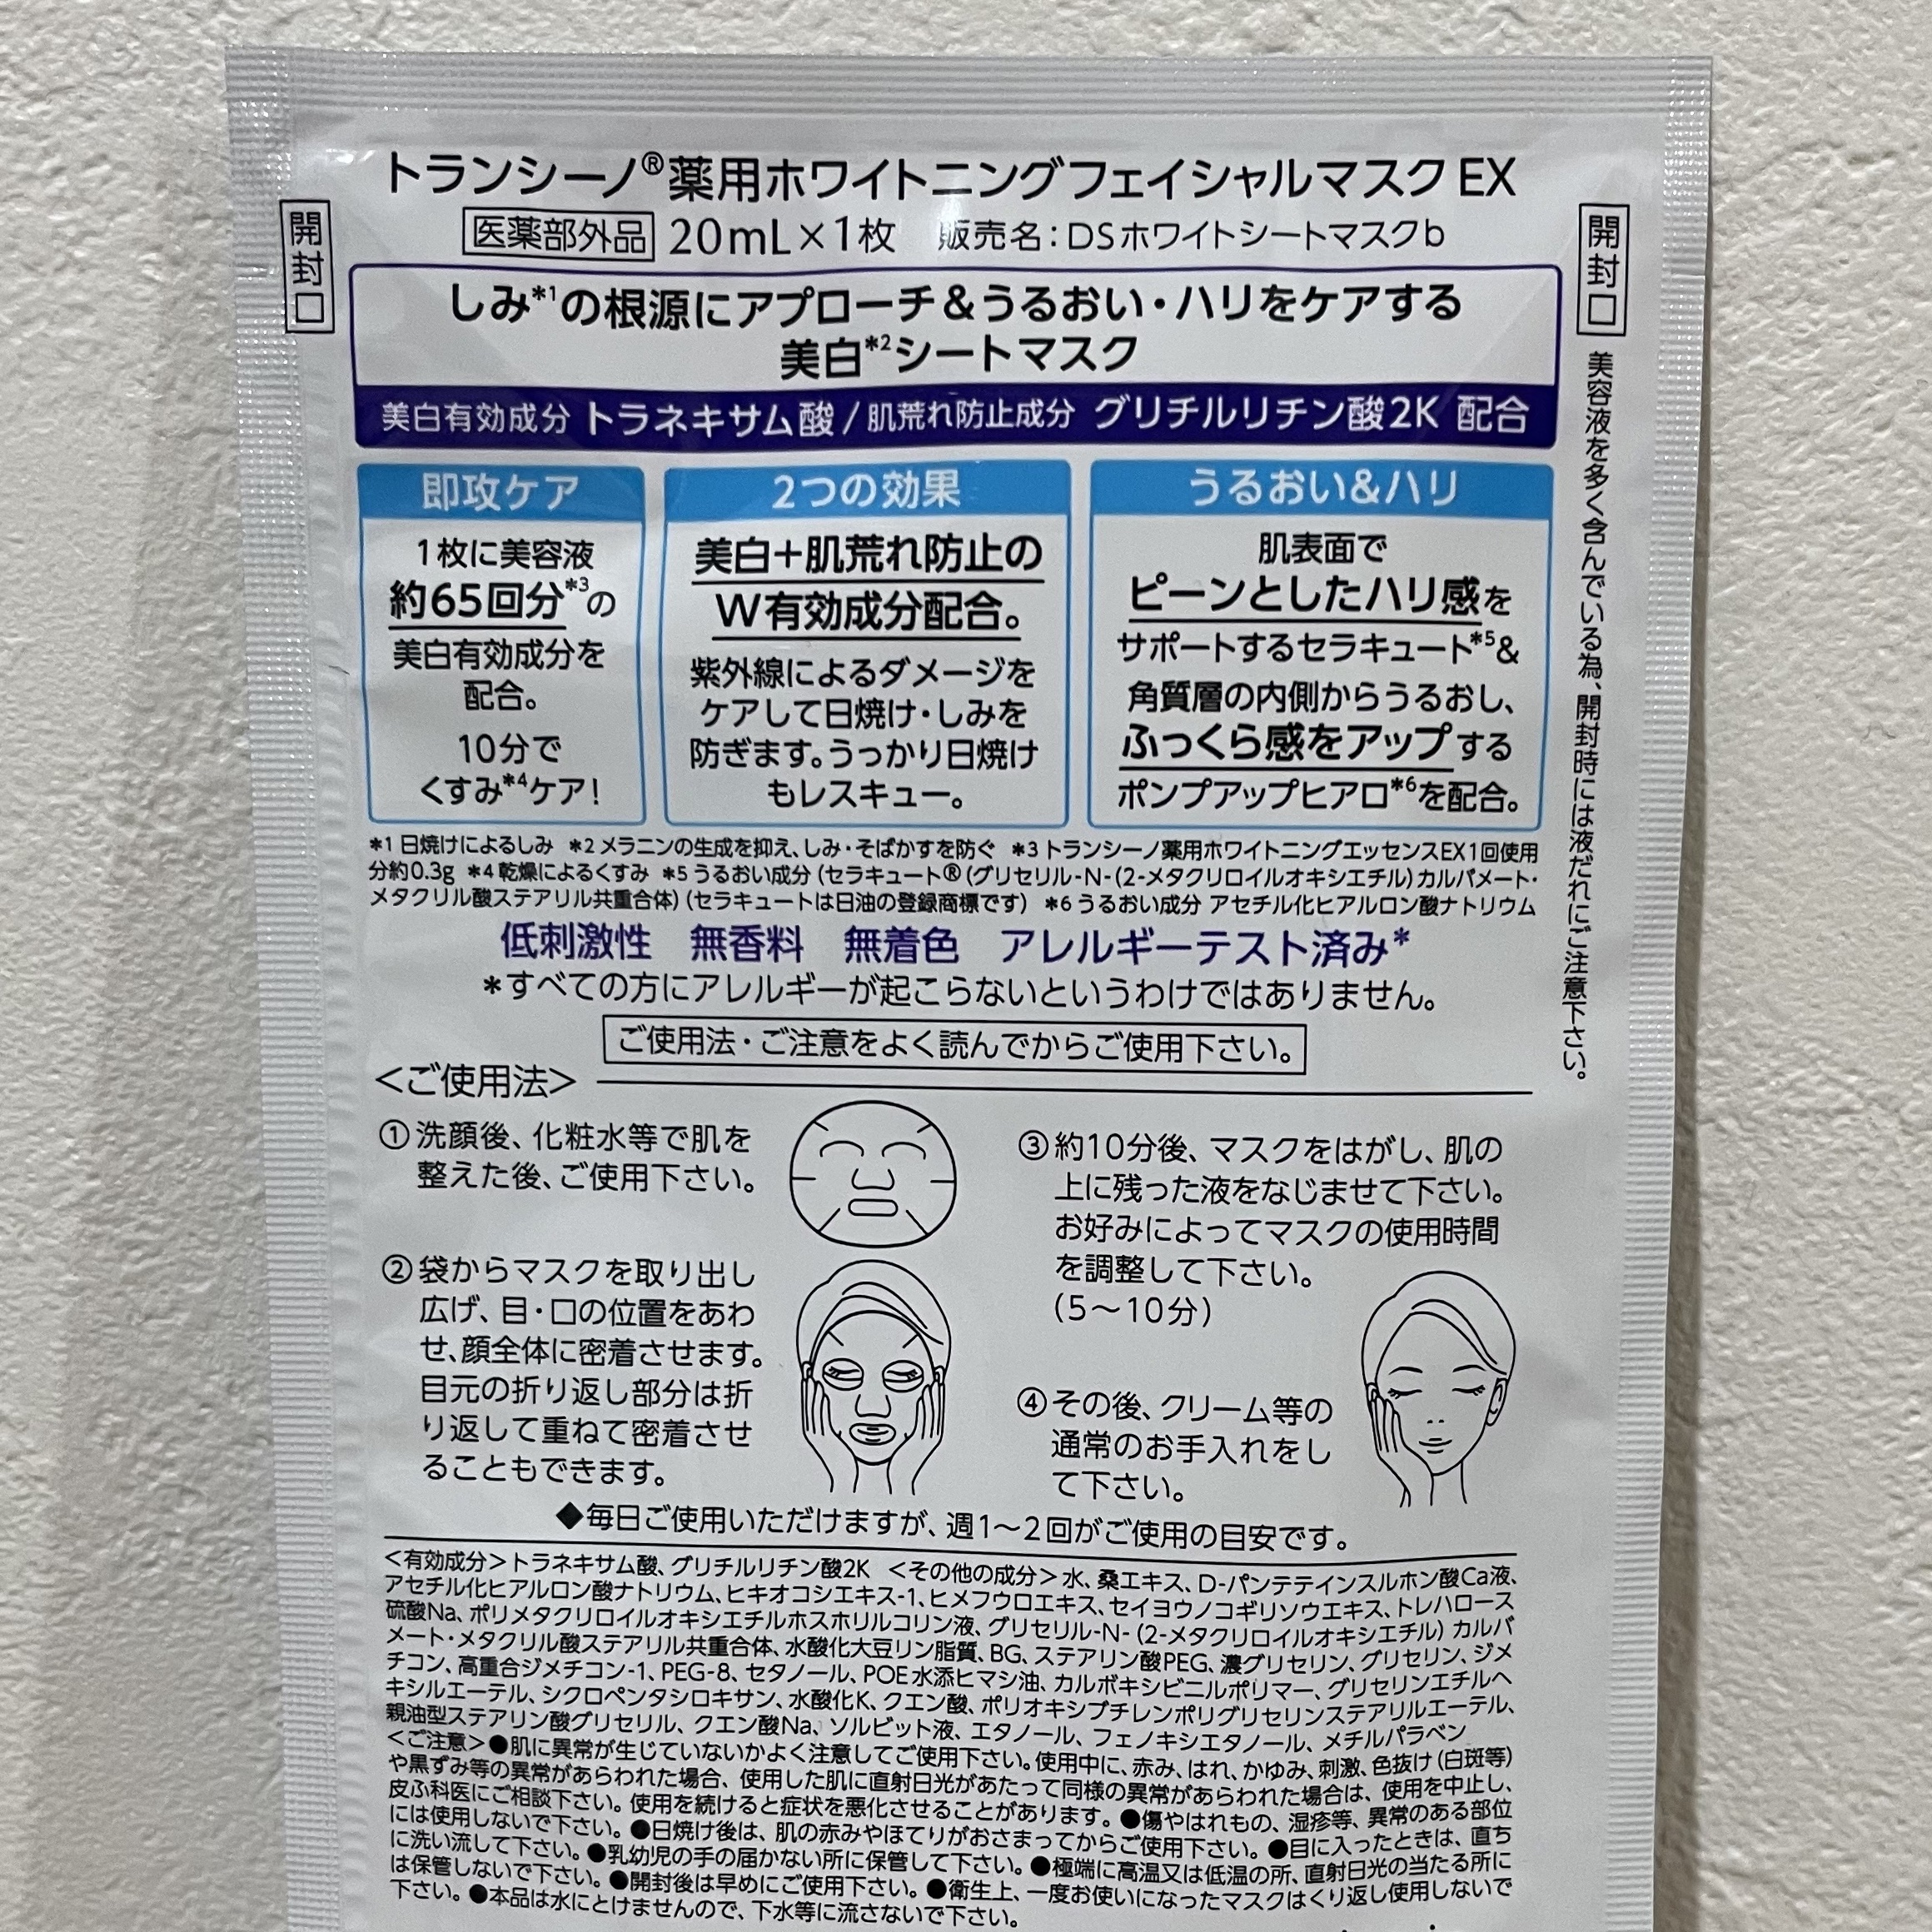 トランシーノ®薬用ホワイトニングフェイシャルマスクEX
医薬部外品 20mL×1枚 販売名：DSホワイトシートマスクb
開封口
開封口
美容液を多く含んでいる為、開封時には液だれにご注意下さい。
しみ*1の根源にアプローチ&うるおい・ハリをケアする
美白*2シートマスク
美白有効成分 トラネキサム酸 / 肌荒れ防止成分 グリチルリチン酸2K 配合
即攻ケア
1枚に美容液
約65回分*3の
美白有効成分を
配合。
10分で
くすみ*4ケア！
2つの効果
美白＋肌荒れ防止の
W有効成分配合。
紫外線によるダメージを
ケアして日焼け・しみを
防ぎます。うっかり日焼け
もレスキュー。
うるおい&ハリ
肌表面で
ピーンとしたハリ感を
サポートするセラキュート*5&
角質層の内側からうるおし、
ふっくら感をアップする
ポンプアップヒアロ*6を配合。
*1 日焼けによるしみ *2 メラニンの生成を抑え、しみ・そばかすを防ぐ *3 トランシーノ薬用ホワイトニングエッセンスEX1回使用
分約0.3g *4 乾燥によるくすみ *5 うるおい成分（セラキュート®（グリセリル-N-（2-メタクリロイルオキシエチル）カルバメート・
メタクリル酸ステアリル共重合体）（セラキュートは日油の登録商標です） *6 うるおい成分 アセチル化ヒアルロン酸ナトリウム
低刺激性 無香料 無着色 アレルギーテスト済み*
*すべての方にアレルギーが起こらないというわけではありません。
ご使用法・ご注意をよく読んでからご使用下さい。
＜ご使用法＞
①洗顔後、化粧水等で肌を
整えた後、ご使用下さい。
②袋からマスクを取り出し
広げ、目・口の位置をあわ
せ、顔全体に密着させます。
目元の折り返し部分は折
り返して重ねて密着させ
ることもできます。
③約10分後、マスクをはがし、肌の
上に残った液をなじませて下さい。
お好みによってマスクの使用時間
を調整して下さい。
（5〜10分）
④その後、クリーム等の
通常のお手入れをし
て下さい。
◆毎日ご使用いただけますが、週1〜2回がご使用の目安です。
＜有効成分＞トラネキサム酸、グリチルリチン酸2K ＜その他の成分＞水、桑エキス、D-パンテテインスルホン酸Ca液、
アセチル化ヒアルロン酸ナトリウム、ヒキオコシエキス-1、ヒメフウロエキス、セイヨウノコギリソウエキス、トレハロース
硫酸Na、ポリメタクリロイルオキシエチルホスホリルコリン液、グリセリル-N-（2-メタクリロイルオキシエチル）カルバ
メート・メタクリル酸ステアリル共重合体、水酸化大豆リン脂質、BG、ステアリン酸PEG、濃グリセリン、グリセリン、ジメ
チコン、高重合ジメチコン-1、PEG-8、セタノール、POE水添ヒマシ油、カルボキシビニルポリマー、グリセリンエチルヘ
キシルエーテル、シクロペンタシロキサン、水酸化K、クエン酸、ポリオキシブチレンポリグリセリンステアリルエーテル、
親油型ステアリン酸グリセリル、クエン酸Na、ソルビット液、エタノール、フェノキシエタノール、メチルパラベン
＜ご注意＞●肌に異常が生じていないかよく注意してご使用下さい。使用中に、赤み、はれ、かゆみ、刺激、色抜け（白斑等）
や黒ずみ等の異常があらわれた場合、使用した肌に直射日光があたって同様の異常があらわれた場合は、使用を中止し、
皮ふ科医にご相談下さい。使用を続けると症状を悪化させることがあります。●傷やはれもの、湿疹等、異常のある部位
には使用しないで下さい。●日焼け後は、肌の赤みやほてりがおさまってからご使用下さい。●目に入ったときは、直ち
に洗い流して下さい。●乳幼児の手の届かない所に保管して下さい。●極端に高温又は低温の所、直射日光の当たる所に
は保管しないで下さい。●開封後は早めにご使用下さい。●衛生上、一度お使いになったマスクはくり返し使用しないで
下さい。●本品は水にとけませんので、下水等に流さないで下さい。